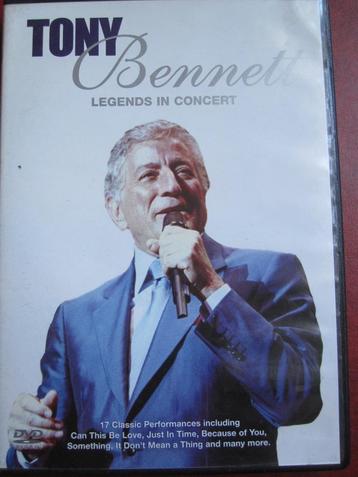 TONY
Bennett
LEGENDS IN CONCERT
17 Classic Performances including
Can This Be Love, Just In Time, Because of You,
Something, It Don't Mean a Thing and many more.
DVD